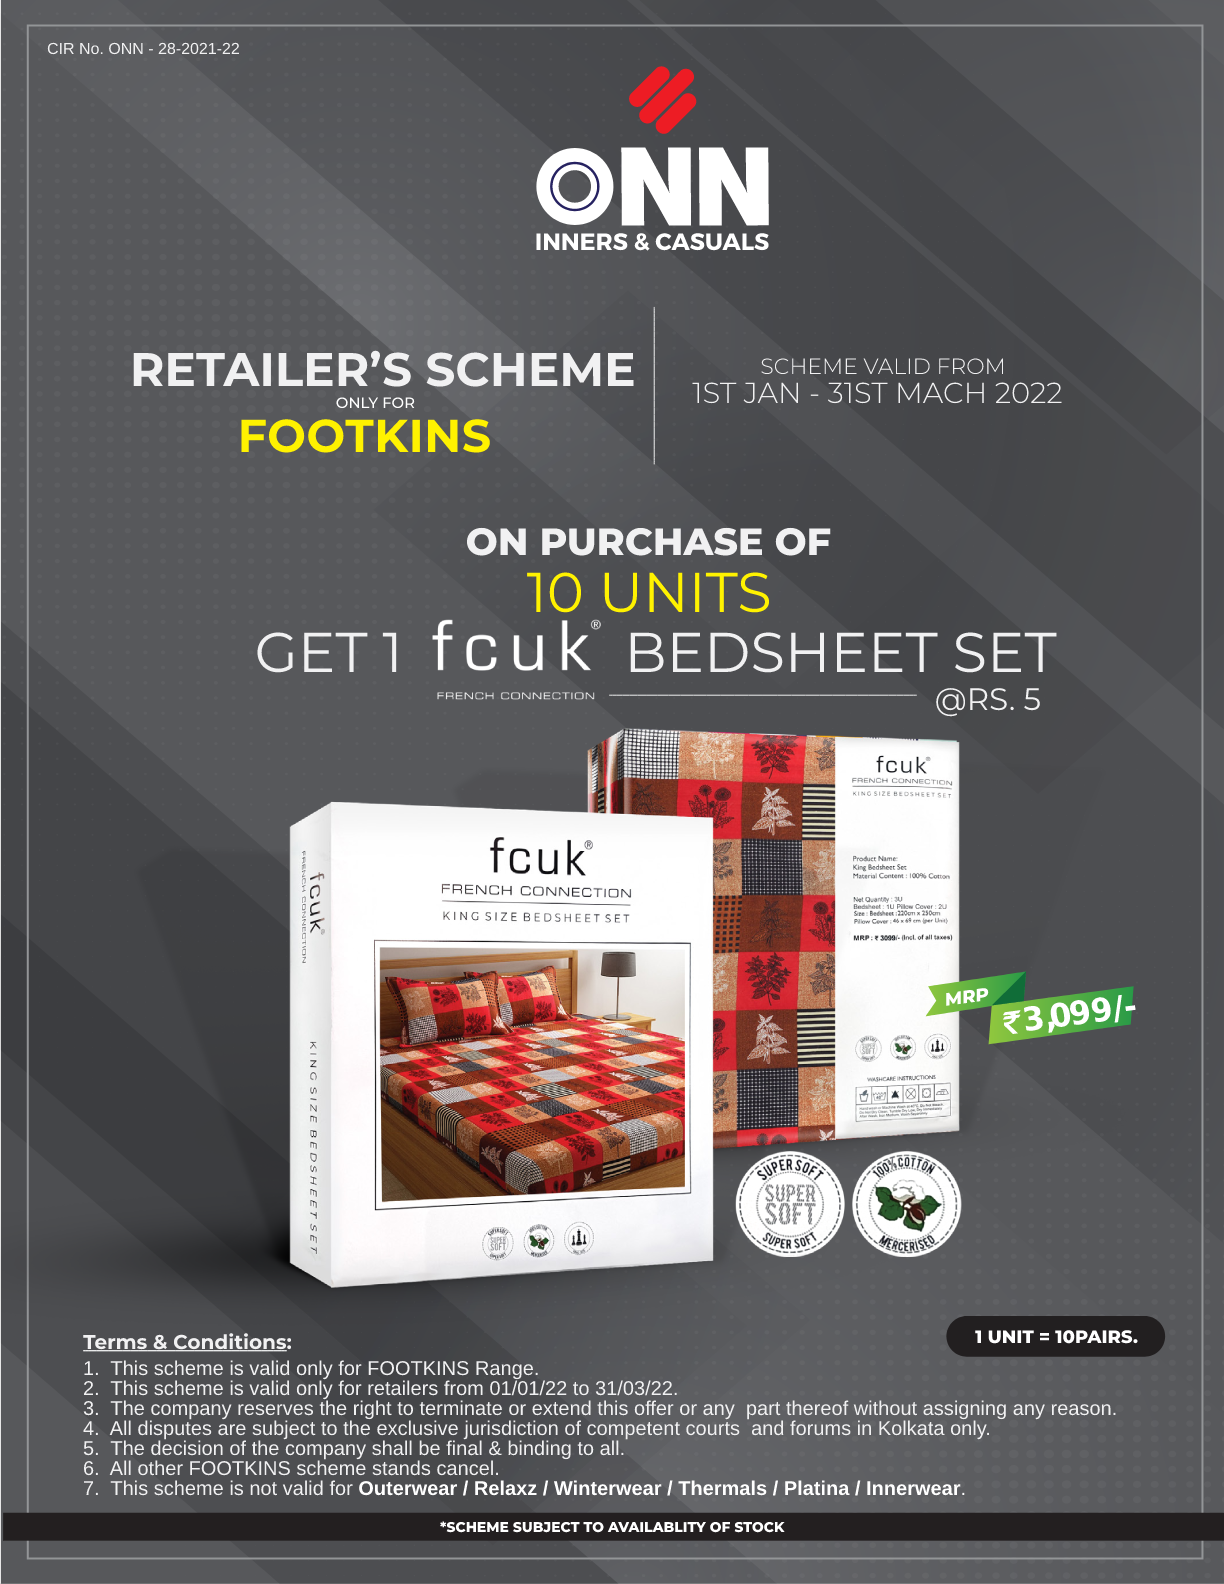 CIR No. ONN - 28-2021-22
ONN
INNERS & CASUALS
RETAILER'S SCHEME
ONLY FOR
FOOTKINS
SCHEME VALID FROM
1ST JAN - 31ST MACH 2022
ON PURCHASE OF
10 UNITS
GET 1 fcuk® BEDSHEET SET
FRENCH CONNECTION
@RS. 5
fcuk®
FRENCH CONNECTION
KING SIZE BEDSHEET SET
Product Name:
King Bedsheet Set
Material Content : 100% Cotton
Net Quantity : 3U
Bedsheet : 1U Pillow Cover : 2U
Size : Bedsheet :220cm x 250cm
Pillow Cover : 46 x 69 cm (per Unit)
MRP : ₹ 3099/- (Incl. of all taxes)
WASHCARE INSTRUCTIONS
fcuk®
FRENCH CONNECTION
KING SIZE BEDSHEET SET
fcuk®
FRENCH CONNECTION
KING SIZE BEDSHEET SET
MRP
₹3,099/-
SUPER SOFT
SUPER
SOFT
SUPER SOFT
100% COTTON
MERCERISED
1 UNIT = 10PAIRS.
Terms & Conditions:
1. This scheme is valid only for FOOTKINS Range.
2. This scheme is valid only for retailers from 01/01/22 to 31/03/22.
3. The company reserves the right to terminate or extend this offer or any part thereof without assigning any reason.
4. All disputes are subject to the exclusive jurisdiction of competent courts and forums in Kolkata only.
5. The decision of the company shall be final & binding to all.
6. All other FOOTKINS scheme stands cancel.
7. This scheme is not valid for Outerwear / Relaxz / Winterwear / Thermals / Platina / Innerwear.
*SCHEME SUBJECT TO AVAILABLITY OF STOCK